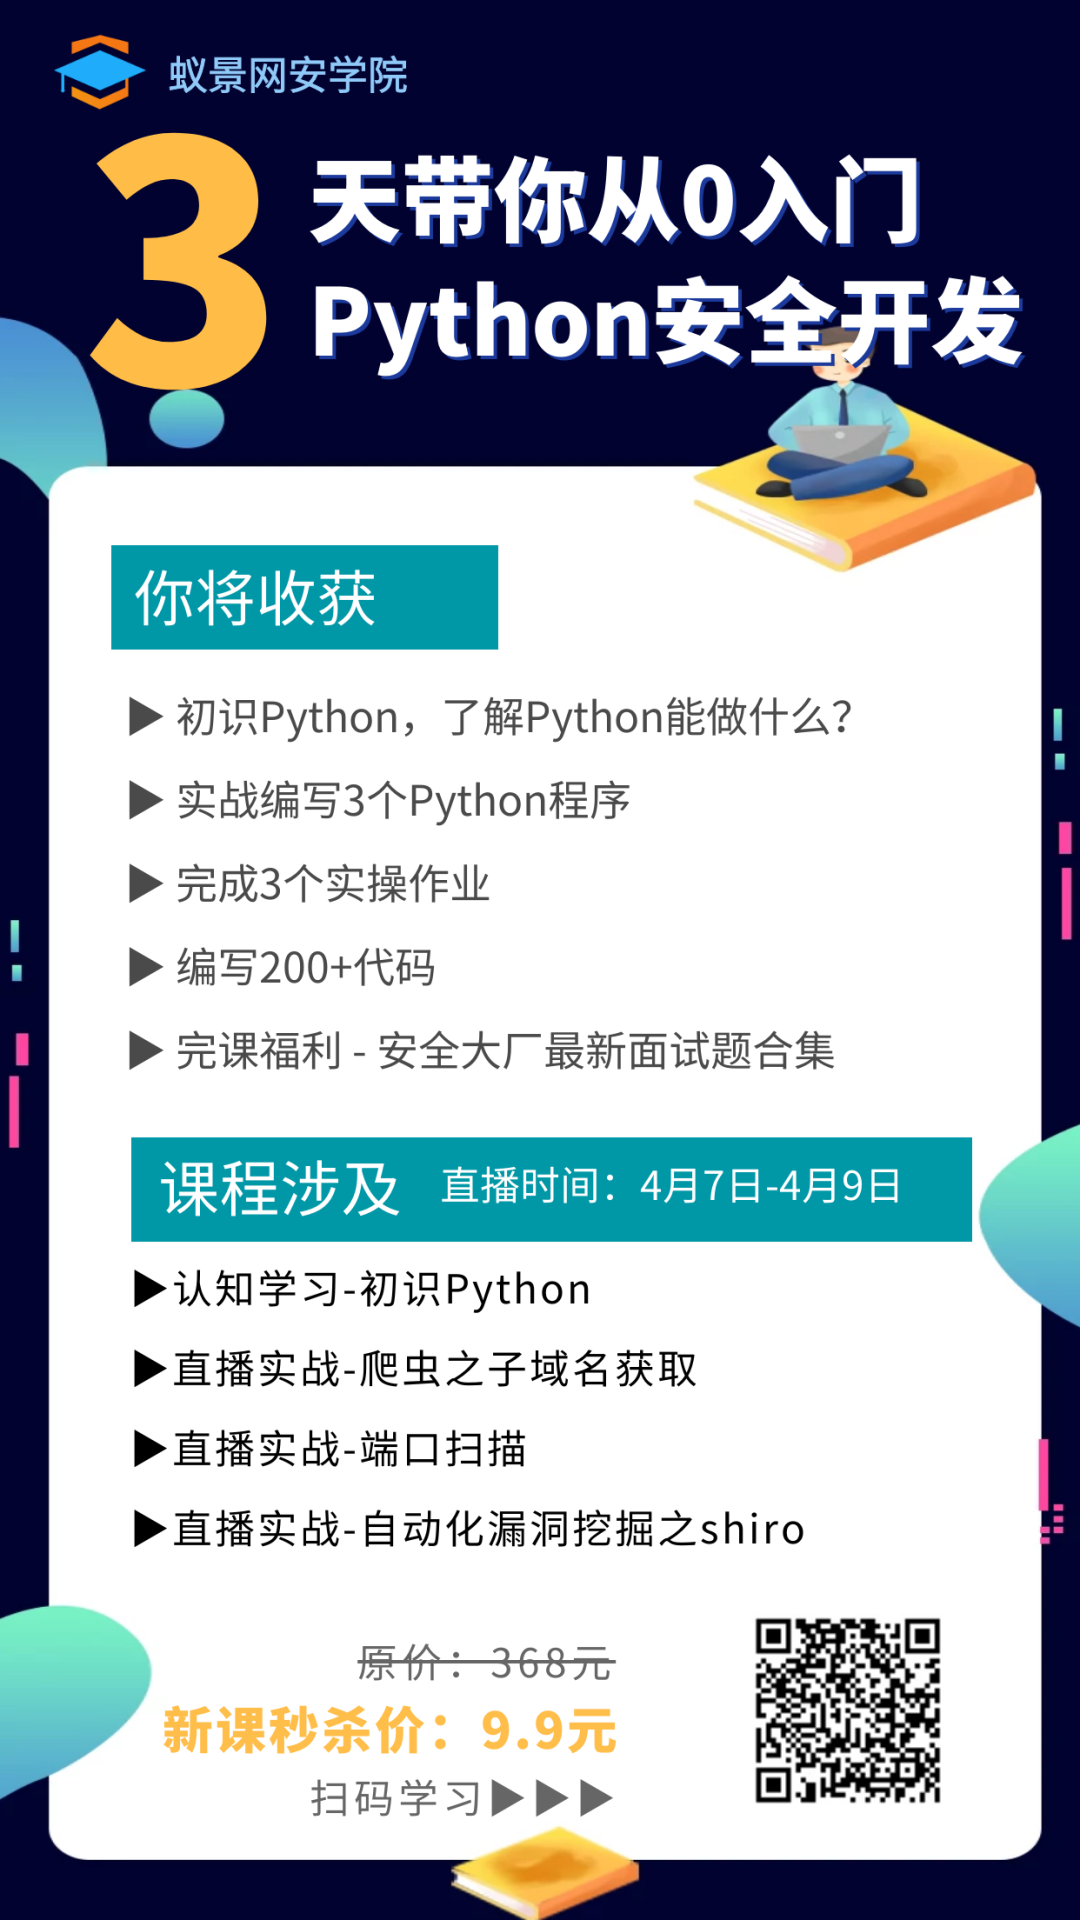 蚁景网安学院
3
天带你从0入门
Python安全开发
你将收获
▶ 初识Python，了解Python能做什么？
▶ 实战编写3个Python程序
▶ 完成3个实操作业
▶ 编写200+代码
▶ 完课福利 - 安全大厂最新面试题合集
课程涉及 直播时间：4月7日-4月9日
▶认知学习-初识Python
▶直播实战-爬虫之子域名获取
▶直播实战-端口扫描
▶直播实战-自动化漏洞挖掘之shiro
原价：368元
新课秒杀价：9.9元
扫码学习▶▶▶